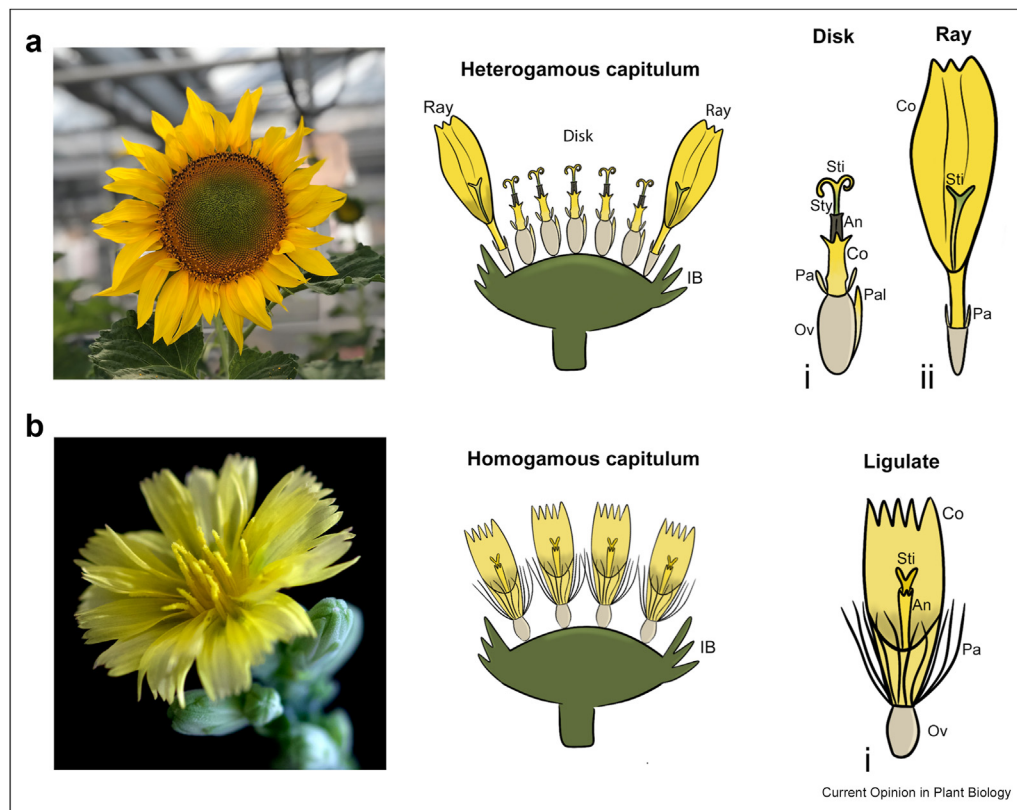 a
Heterogamous capitulum
Ray
Disk
Ray
IB
Disk
Sti
Sty
An
Co
Pa
Pal
Ov
i
Ray
Co
Sti
Pa
ii
b
Homogamous capitulum
IB
Ligulate
Co
Sti
An
Pa
Ov
i
Current Opinion in Plant Biology